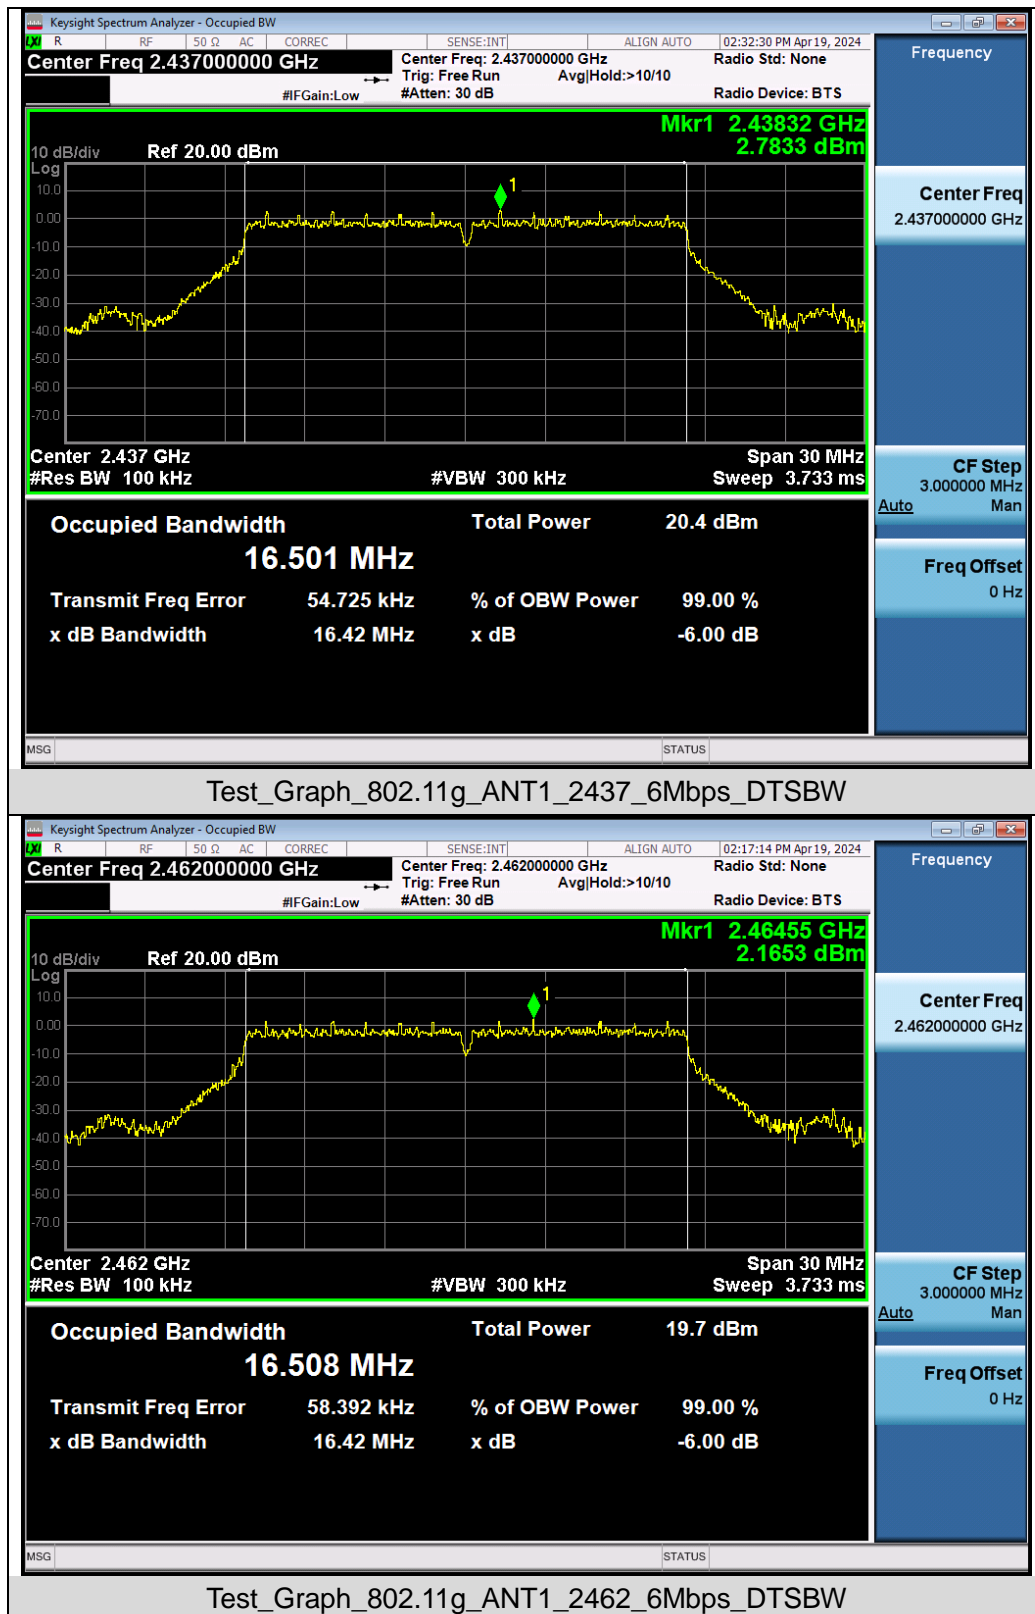 Keysight Spectrum Analyzer - Occupied BW
LXI R RF 50 Ω AC CORREC SENSE:INT ALIGN AUTO 02:32:30 PM Apr 19, 2024
Center Freq 2.437000000 GHz
#IFGain:Low
Center Freq: 2.437000000 GHz
Trig: Free Run Avg|Hold:>10/10
#Atten: 30 dB
Radio Std: None
Radio Device: BTS
Frequency
Mkr1 2.43832 GHz
2.7833 dBm
10 dB/div Ref 20.00 dBm
Log
1
10.0
0.00
-10.0
-20.0
-30.0
-40.0
-50.0
-60.0
-70.0
Center 2.437 GHz Span 30 MHz
#Res BW 100 kHz #VBW 300 kHz Sweep 3.733 ms
Center Freq
2.437000000 GHz
CF Step
3.000000 MHz
Auto Man
Freq Offset
0 Hz
Occupied Bandwidth Total Power 20.4 dBm
16.501 MHz
Transmit Freq Error 54.725 kHz % of OBW Power 99.00 %
x dB Bandwidth 16.42 MHz x dB -6.00 dB
MSG STATUS
Test_Graph_802.11g_ANT1_2437_6Mbps_DTSBW
Keysight Spectrum Analyzer - Occupied BW
LXI R RF 50 Ω AC CORREC SENSE:INT ALIGN AUTO 02:17:14 PM Apr 19, 2024
Center Freq 2.462000000 GHz
#IFGain:Low
Center Freq: 2.462000000 GHz
Trig: Free Run Avg|Hold:>10/10
#Atten: 30 dB
Radio Std: None
Radio Device: BTS
Frequency
Mkr1 2.46455 GHz
2.1653 dBm
10 dB/div Ref 20.00 dBm
Log
1
10.0
0.00
-10.0
-20.0
-30.0
-40.0
-50.0
-60.0
-70.0
Center 2.462 GHz Span 30 MHz
#Res BW 100 kHz #VBW 300 kHz Sweep 3.733 ms
Center Freq
2.462000000 GHz
CF Step
3.000000 MHz
Auto Man
Freq Offset
0 Hz
Occupied Bandwidth Total Power 19.7 dBm
16.508 MHz
Transmit Freq Error 58.392 kHz % of OBW Power 99.00 %
x dB Bandwidth 16.42 MHz x dB -6.00 dB
MSG STATUS
Test_Graph_802.11g_ANT1_2462_6Mbps_DTSBW